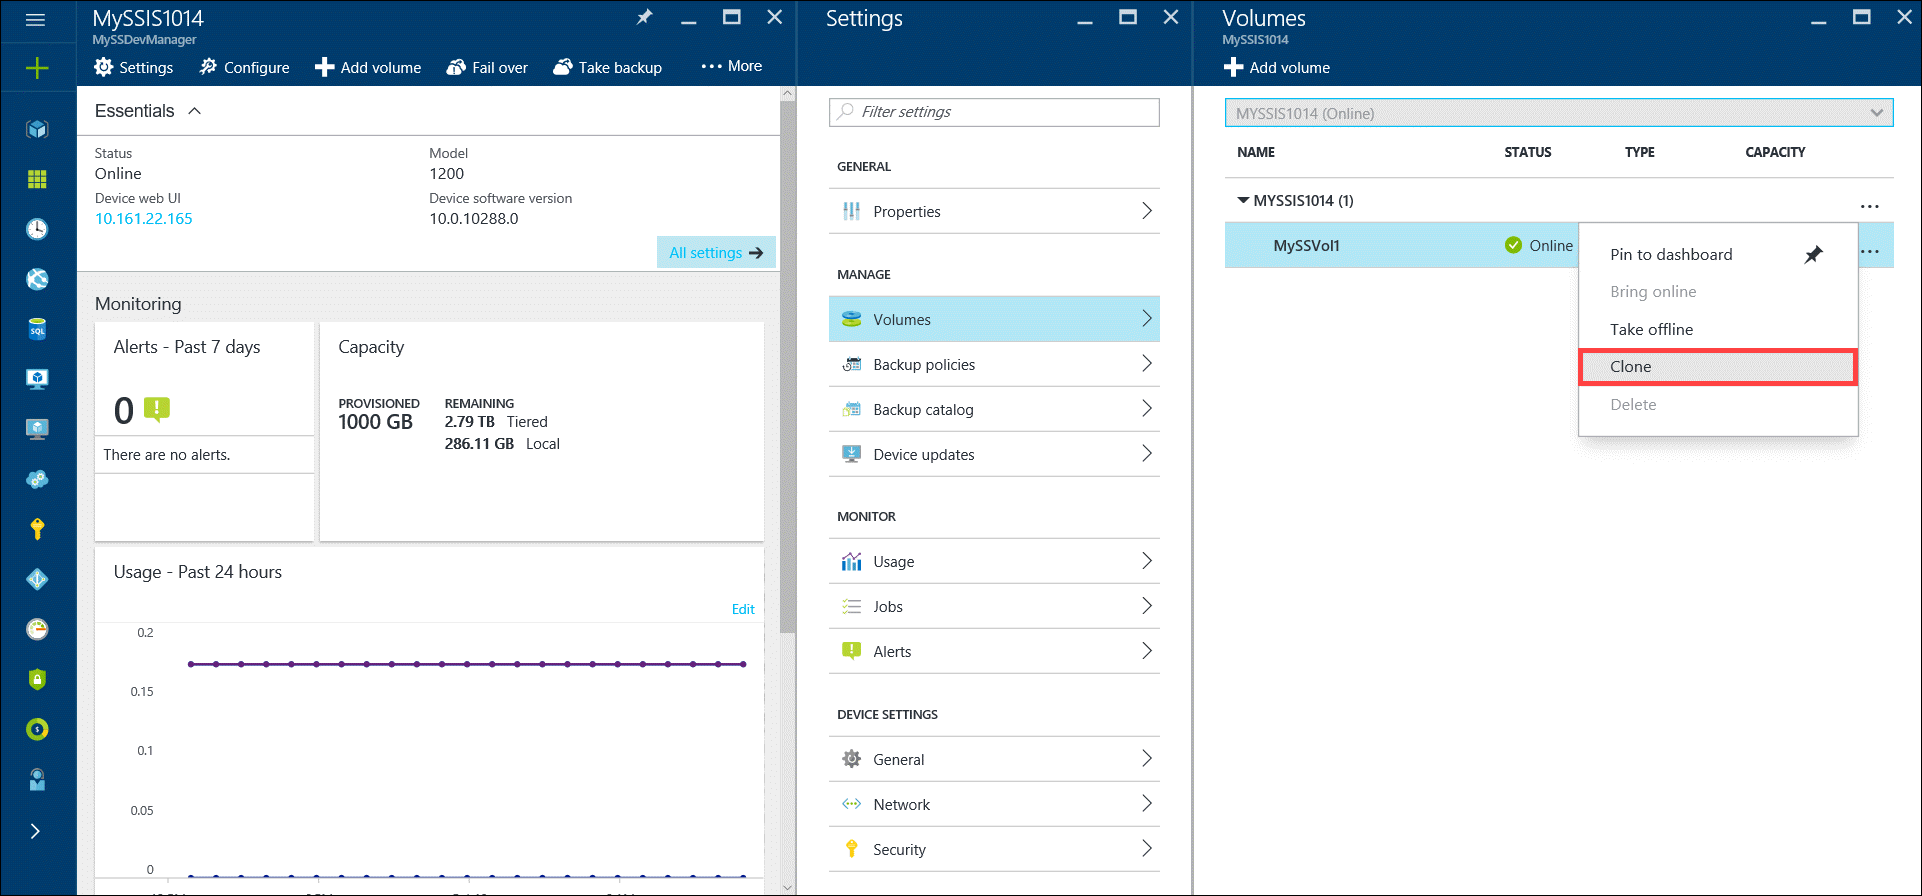 MySSIS1014
MySSDevManager
Settings
Configure
Add volume
Fail over
Take backup
More
Essentials
Status
Online
Model
1200
Device web UI
10.161.22.165
Device software version
10.0.10288.0
All settings
Monitoring
Alerts - Past 7 days
0
There are no alerts.
Capacity
PROVISIONED
1000 GB
REMAINING
2.79 TB Tiered
286.11 GB Local
Usage - Past 24 hours
Edit
0.2
0.15
0.1
0.05
0
Settings
Filter settings
GENERAL
Properties
MANAGE
Volumes
Backup policies
Backup catalog
Device updates
MONITOR
Usage
Jobs
Alerts
DEVICE SETTINGS
General
Network
Security
Volumes
MySSIS1014
Add volume
MYSSIS1014 (Online)
NAME STATUS TYPE CAPACITY
MYSSIS1014 (1)
MySSVol1 Online
Pin to dashboard
Bring online
Take offline
Clone
Delete
SQL